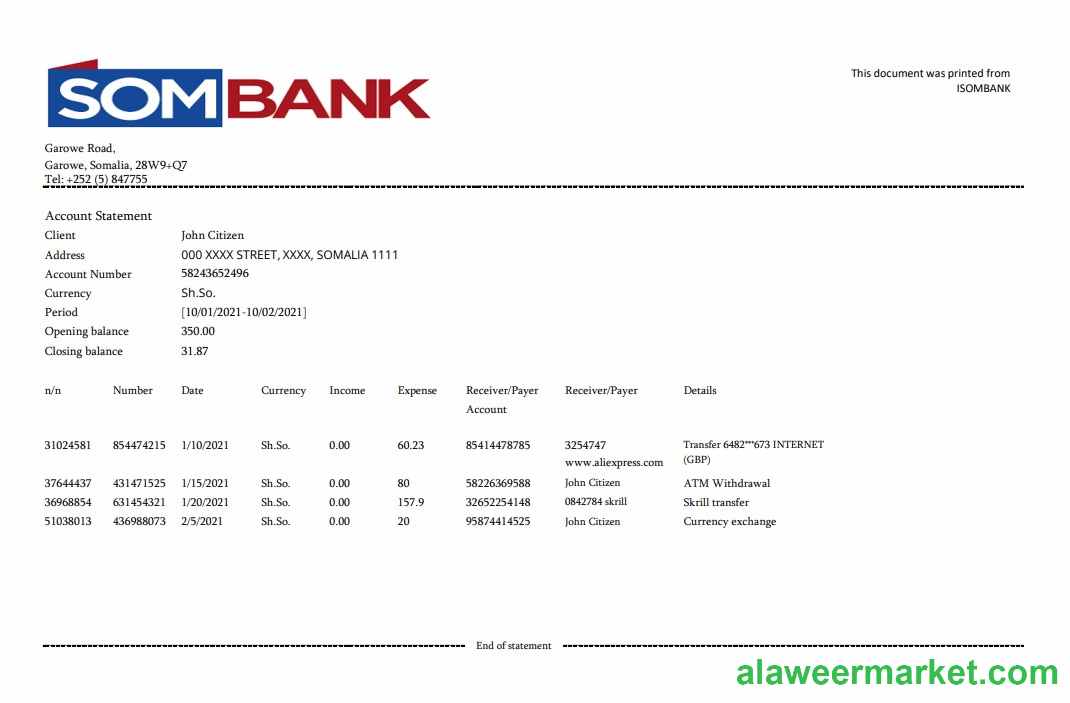 SOMBANK
This document was printed from
ISOMBANK
Garowe Road,
Garowe, Somalia, 28W9+Q7
Tel: +252 (5) 847755
Account Statement
Client John Citizen
Address 000 XXXX STREET, XXXX, SOMALIA 1111
Account Number 58243652496
Currency Sh.So.
Period [10/01/2021-10/02/2021]
Opening balance 350.00
Closing balance 31.87
n/n Number Date Currency Income Expense Receiver/Payer Receiver/Payer Details
Account
31024581 854474215 1/10/2021 Sh.So. 0.00 60.23 85414478785 3254747 Transfer 6482***673 INTERNET
www.aliexpress.com (GBP)
37644437 431471525 1/15/2021 Sh.So. 0.00 80 58226369588 John Citizen ATM Withdrawal
36968854 631454321 1/20/2021 Sh.So. 0.00 157.9 32652254148 0842784 skrill Skrill transfer
51038013 436988073 2/5/2021 Sh.So. 0.00 20 95874414525 John Citizen Currency exchange
End of statement
alaweermarket.com